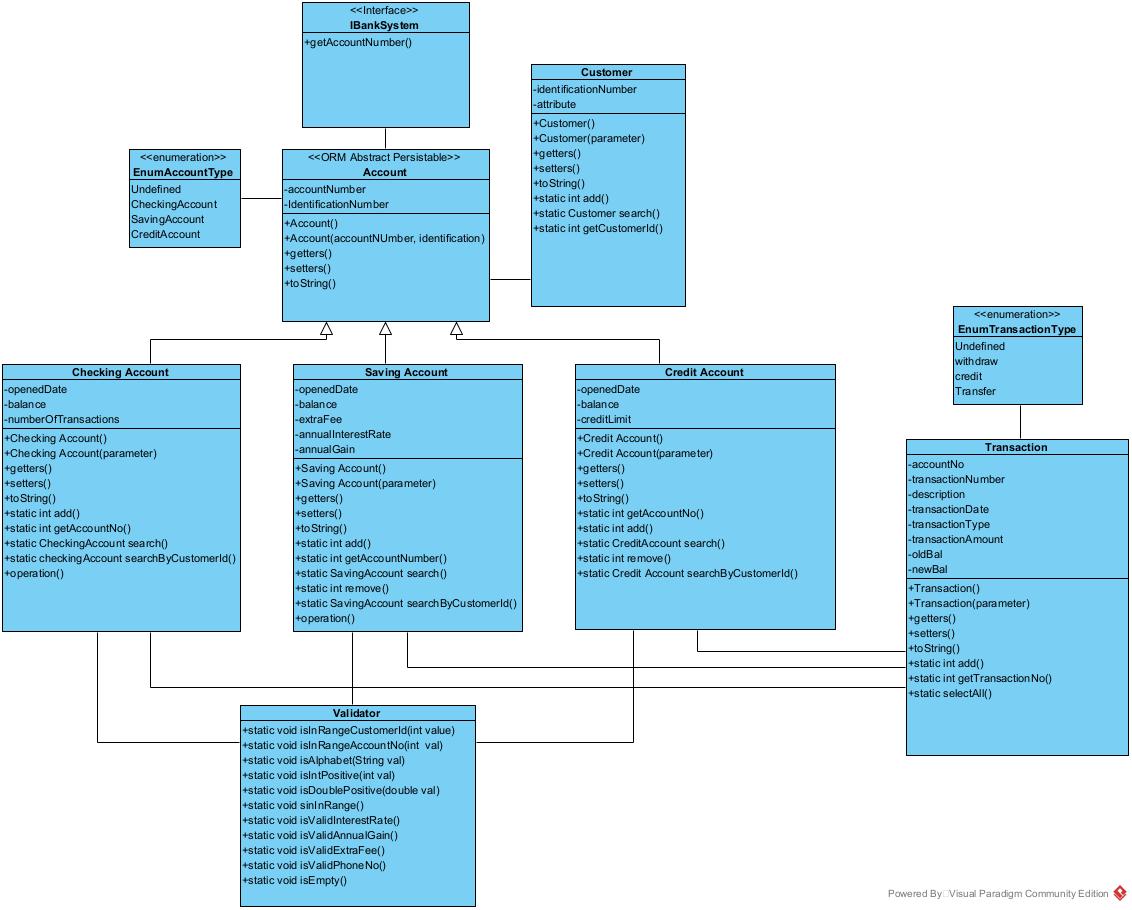 <<Interface>>
IBankSystem
+getAccountNumber()
Customer
-identificationNumber
-attribute
+Customer()
+Customer(parameter)
+getters()
+setters()
+toString()
+static int add()
+static Customer search()
+static int getCustomerId()
<<enumeration>>
EnumAccountType
Undefined
CheckingAccount
SavingAccount
CreditAccount
<<ORM Abstract Persistable>>
Account
-accountNumber
-IdentificationNumber
+Account()
+Account(accountNUmber, identification)
+getters()
+setters()
+toString()
<<enumeration>>
EnumTransactionType
Undefined
withdraw
credit
Transfer
Checking Account
-openedDate
-balance
-numberOfTransactions
+Checking Account()
+Checking Account(parameter)
+getters()
+setters()
+toString()
+static int add()
+static int getAccountNo()
+static CheckingAccount search()
+static checkingAccount searchByCustomerId()
+operation()
Saving Account
-openedDate
-balance
-extraFee
-annualInterestRate
-annualGain
+Saving Account()
+Saving Account(parameter)
+getters()
+setters()
+toString()
+static int add()
+static int getAccountNumber()
+static SavingAccount search()
+static int remove()
+static SavingAccount searchByCustomerId()
+operation()
Credit Account
-openedDate
-balance
-creditLimit
+Credit Account()
+Credit Account(parameter)
+getters()
+setters()
+toString()
+static int getAccountNo()
+static int add()
+static CreditAccount search()
+static int remove()
+static Credit Account searchByCustomerId()
Transaction
-accountNo
-transactionNumber
-description
-transactionDate
-transactionType
-transactionAmount
-oldBal
-newBal
+Transaction()
+Transaction(parameter)
+getters()
+setters()
+toString()
+static int add()
+static int getTransactionNo()
+static selectAll()
Validator
+static void isInRangeCustomerId(int value)
+static void isInRangeAccountNo(int val)
+static void isAlphabet(String val)
+static void isIntPositive(int val)
+static void isDoublePositive(double val)
+static void sinInRange()
+static void isValidInterestRate()
+static void isValidAnnualGain()
+static void isValidExtraFee()
+static void isValidPhoneNo()
+static void isEmpty()
Powered By Visual Paradigm Community Edition